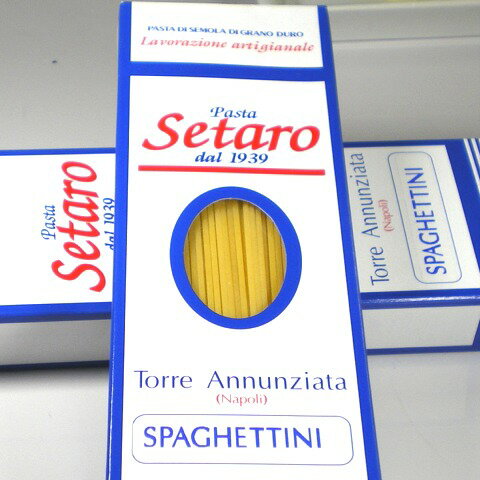 PASTA DI SEMOLA DI GRANO DURO
Lavorazione artigianale
Pasta
Setaro
dal 1939
Torre Annunziata
(Napoli)
SPAGHETTINI
Pasta
Setaro
dal 1939
Torre Annunziata
(Napoli)
SPAGHETTINI